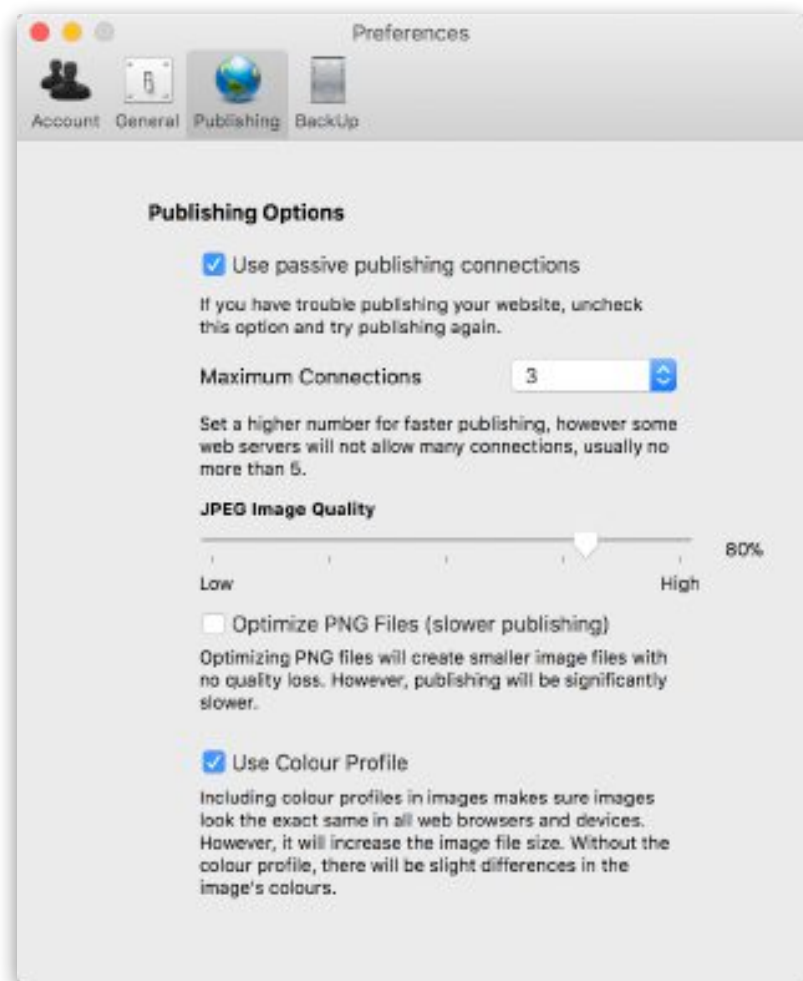 Preferences
Account General Publishing BackUp
Publishing Options
Use passive publishing connections
If you have trouble publishing your website, uncheck
this option and try publishing again.
Maximum Connections 3
Set a higher number for faster publishing, however some
web servers will not allow many connections, usually no
more than 5.
JPEG Image Quality
80%
Low High
Optimize PNG Files (slower publishing)
Optimizing PNG files will create smaller image files with
no quality loss. However, publishing will be significantly
slower.
Use Colour Profile
Including colour profiles in images makes sure images
look the exact same in all web browsers and devices.
However, it will increase the image file size. Without the
colour profile, there will be slight differences in the
image's colours.